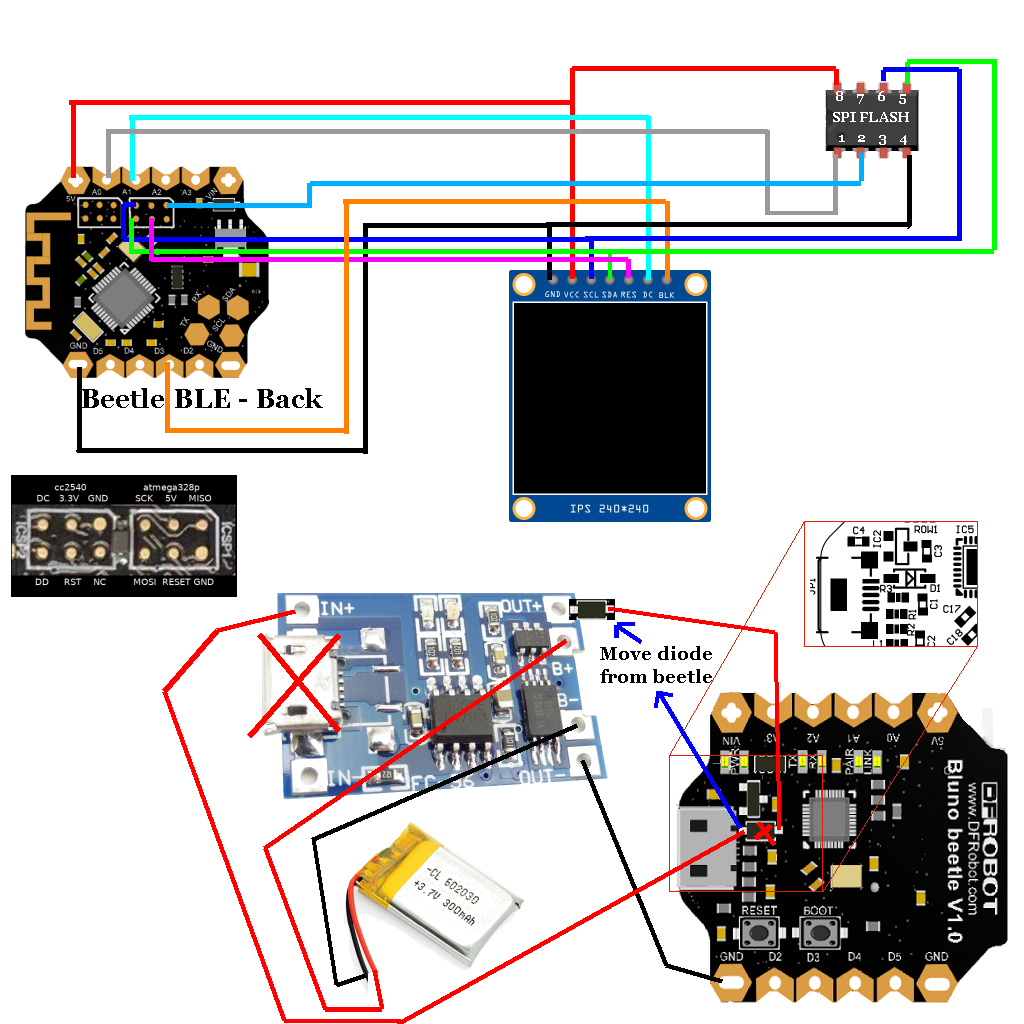 8 7 6 5
SPI FLASH
1 2 3 4
5V A0 A1 A2 A3 VIN
RX SDA
TX SCL
GND D5 D4 D3 D2 GND
Beetle BLE - Back
GND VCC SCL SDA RES DC BLK
IPS 240*240
cc2540 atmega328p
DC 3.3V GND SCK 5V MISO
ICSP2 ICSP1
DD RST NC MOSI RESET GND
C4 IC2 ROW1 IC5
C3
JP1
R3 D1
C1
R1
R2
C17
C18
C2
IN+ OUT+
B+
B-
IN- OUT-
Move diode
from beetle
-CL 602030
+3.7V 300mAh
VIN A3 A2 A1 A0 5V
PWR TX RX PAIR LINK
DFROBOT
www.DFRobot.com
Bluno beetle V1.0
RESET BOOT
GND D2 D3 D4 D5 GND